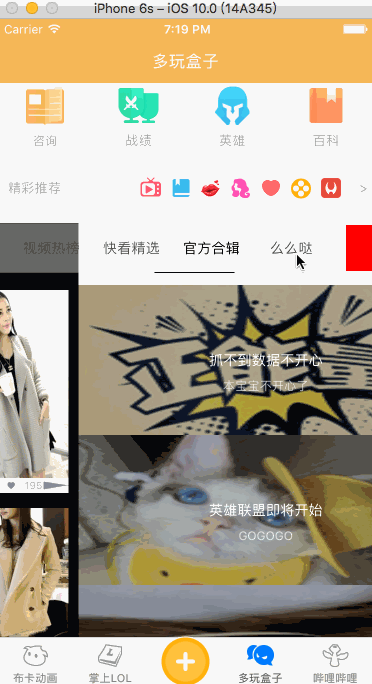 iPhone 6s – iOS 10.0 (14A345)
Carrier 7:19 PM
多玩盒子
咨询 战绩 英雄 百科
精彩推荐 >
视频热榜 快看精选 官方合辑 么么哒
抓不到数据不开心
本宝宝不开心了
195
英雄联盟即将开始
GOGOGO
布卡动画 掌上LOL 多玩盒子 哔哩哔哩